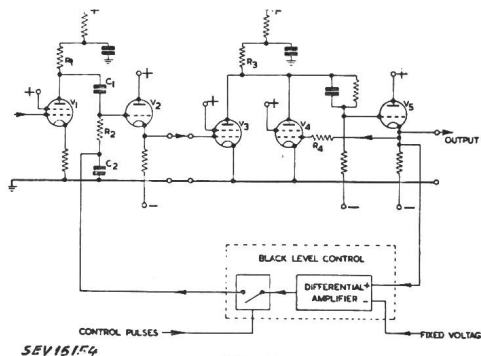 + +
R1 R3
C1
+ V1 + V2 + V3 + V4 + V5
R2
R4
OUTPUT
C2
- - -
BLACK LEVEL CONTROL
DIFFERENTIAL +
AMPLIFIER -
CONTROL PULSES
FIXED VOLTAG